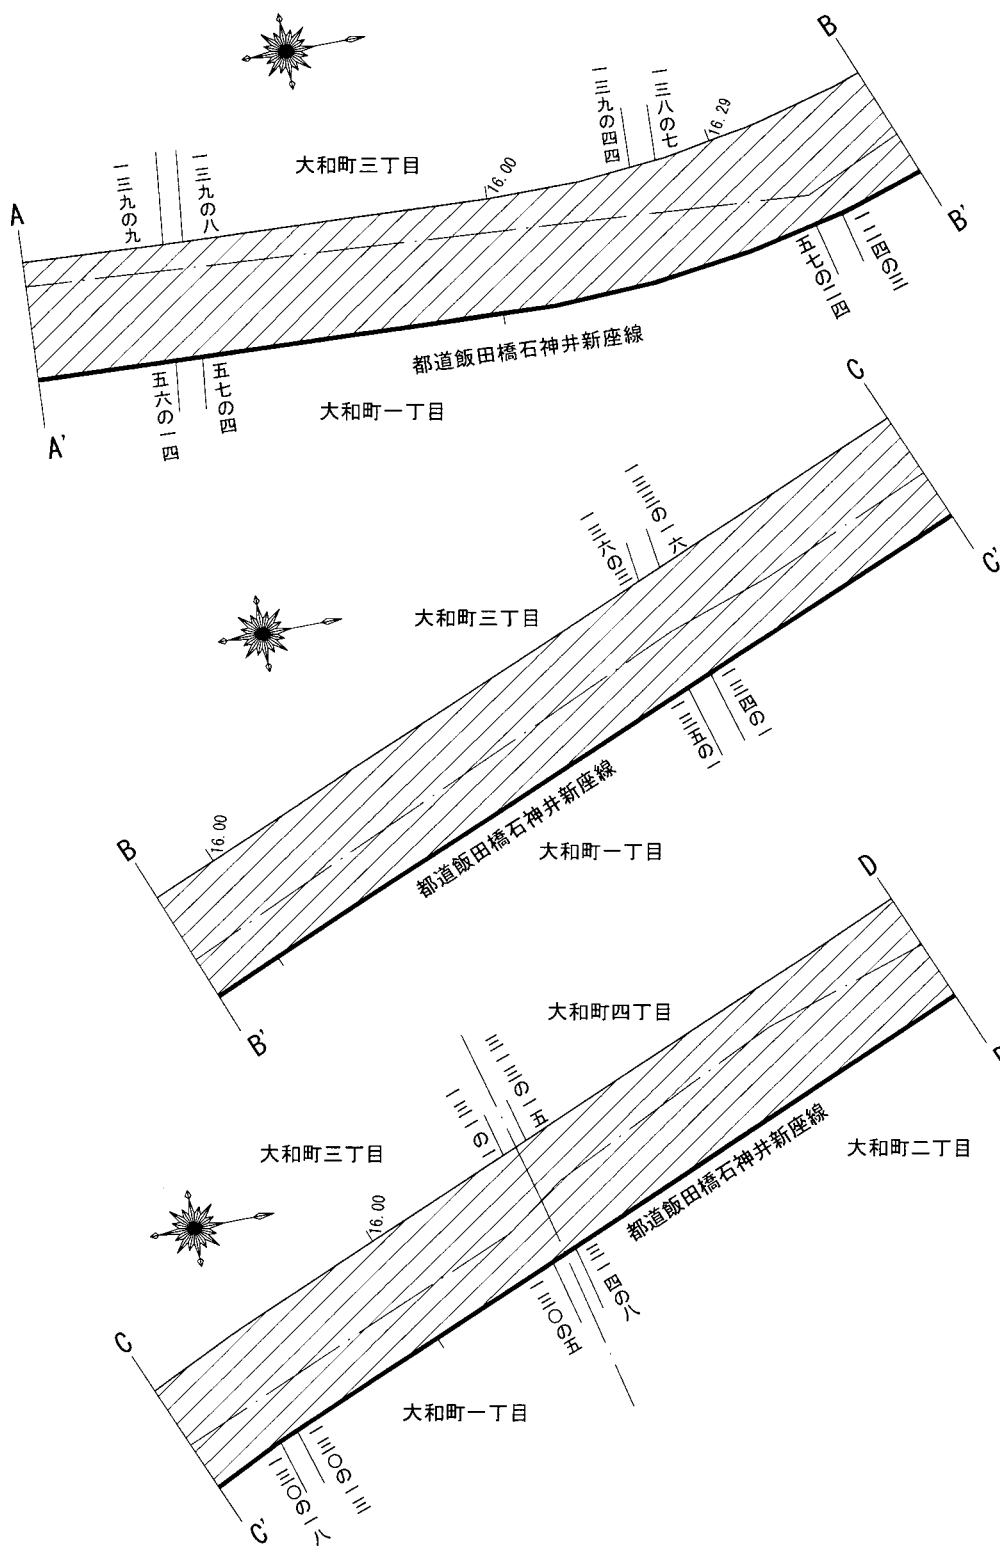 B
一三九の四四
一三八の七
16.29
大和町三丁目
16.00
一三九の九
一三九の八
A
B'
一二四の三
五七の二四
都道飯田橋石神井新座線
五六の一四
五七の四
大和町一丁目
A'
C
一三三の一六
一三六の三
C'
大和町三丁目
一三四の一
一三五の一
都道飯田橋石神井新座線
16.00
B
大和町一丁目
B'
D
大和町四丁目
三一三の一五
一三一の一
大和町三丁目
都道飯田橋石神井新座線
大和町二丁目
16.00
三一四の八
一三〇の五
C
大和町一丁目
一三〇の一三
一三〇の一八
C'